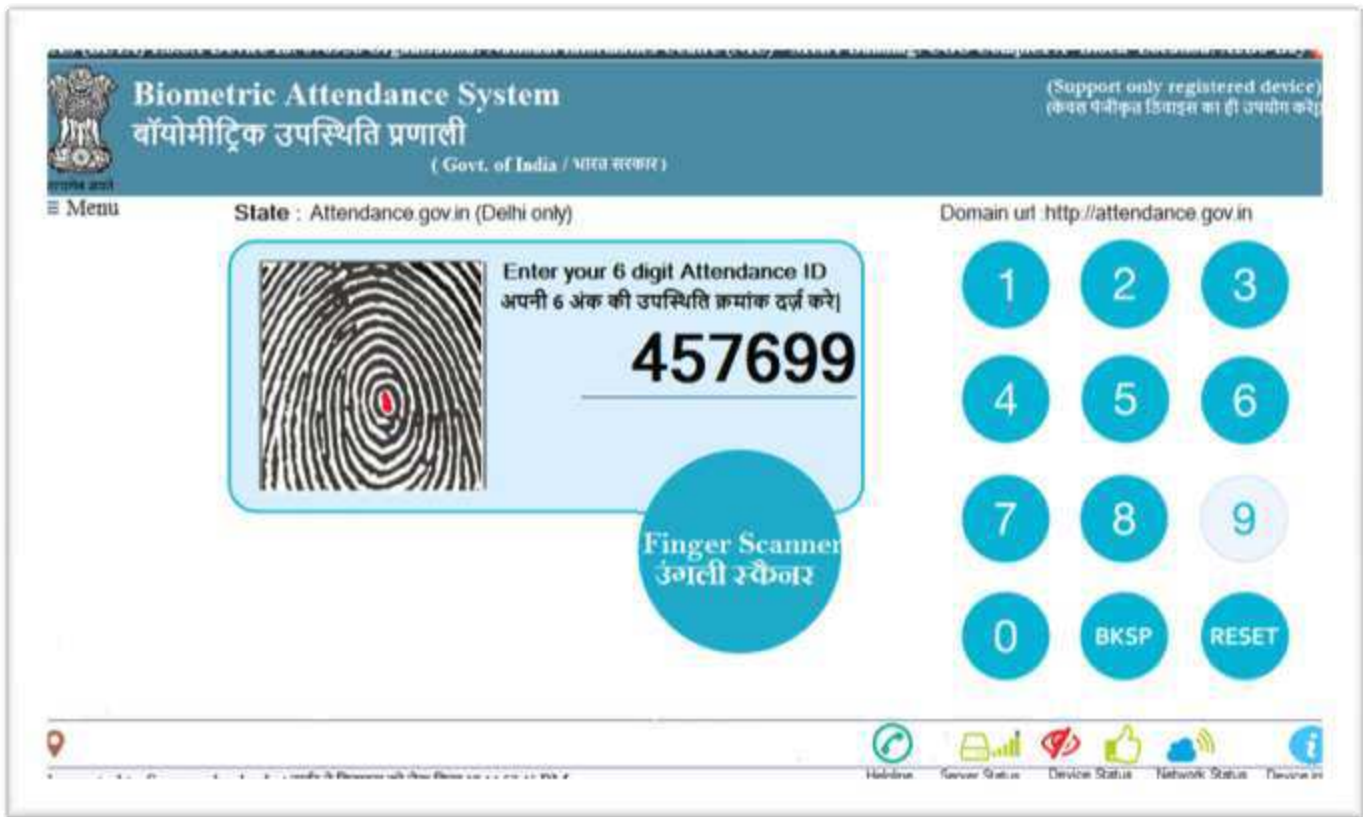 Biometric Attendance System
बॉयोमीट्रिक उपस्थिति प्रणाली
( Govt. of India / भारत सरकार )
(Support only registered device)
(केवल पंजीकृत डिवाइस का ही उपयोग करे|
≡ Menu
State : Attendance.gov.in (Delhi only)
Domain url :http://attendance.gov.in
Enter your 6 digit Attendance ID
अपनी 6 अंक की उपस्थिति क्रमांक दर्ज़ करे|
457699
Finger Scanner
उंगली स्कैनर
1 2 3
4 5 6
7 8 9
0 BKSP RESET
Helpline Server Status Device Status Network Status Device